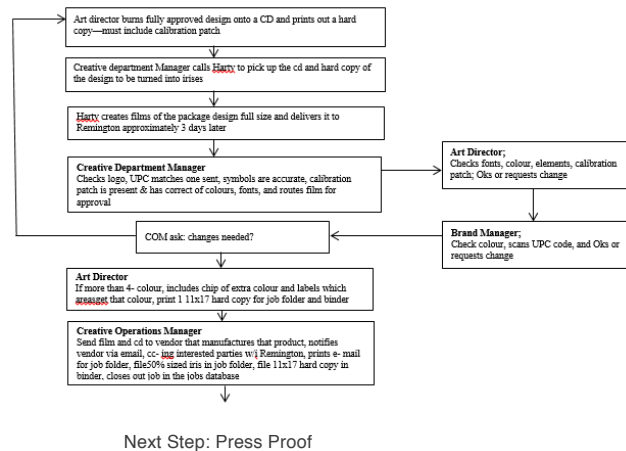 Art director burns fully approved design onto a CD and prints out a hard
copy—must include calibration patch
Creative department Manager calls Harty to pick up the cd and hard copy of
the design to be turned into irises
Harty creates films of the package design full size and delivers it to
Remington approximately 3 days later
Creative Department Manager
Checks logo, UPC matches one sent, symbols are accurate, calibration
patch is present & has correct of colours, fonts, and routes film for
approval
Art Director;
Checks fonts, colour, elements, calibration
patch; Oks or requests change
Brand Manager;
Check colour, scans UPC code, and Oks or
requests change
COM ask: changes needed?
Art Director
If more than 4- colour, includes chip of extra colour and labels which
areasget that colour, print 1 11x17 hard copy for job folder and binder
Creative Operations Manager
Send film and cd to vendor that manufactures that product, notifies
vendor via email, cc- ing interested parties w/i Remington, prints e- mail
for job folder, file50% sized iris in job folder, file 11x17 hard copy in
binder, closes out job in the jobs database
Next Step: Press Proof